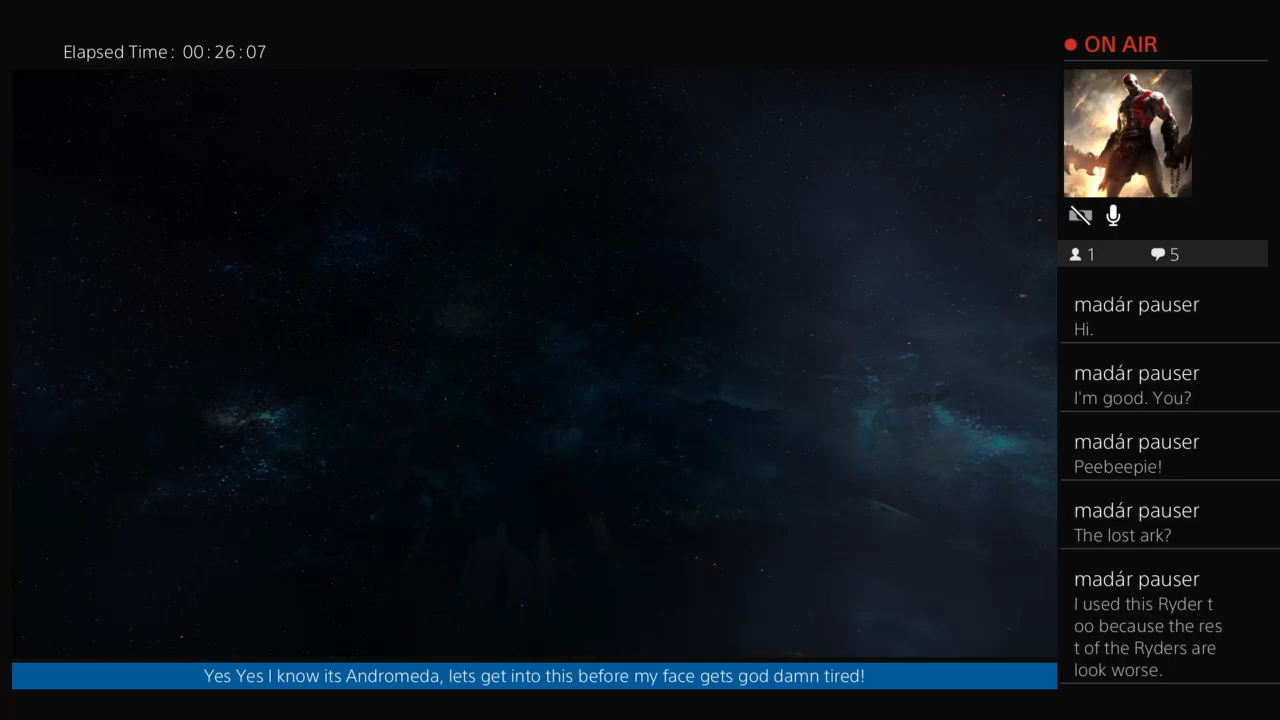 Elapsed Time: 00:26:07
ON AIR
1
5
madár pauser
Hi.
madár pauser
I'm good. You?
madár pauser
Peebeepie!
madár pauser
The lost ark?
madár pauser
I used this Ryder t
oo because the res
t of the Ryders are
look worse.
Yes Yes I know its Andromeda, lets get into this before my face gets god damn tired!